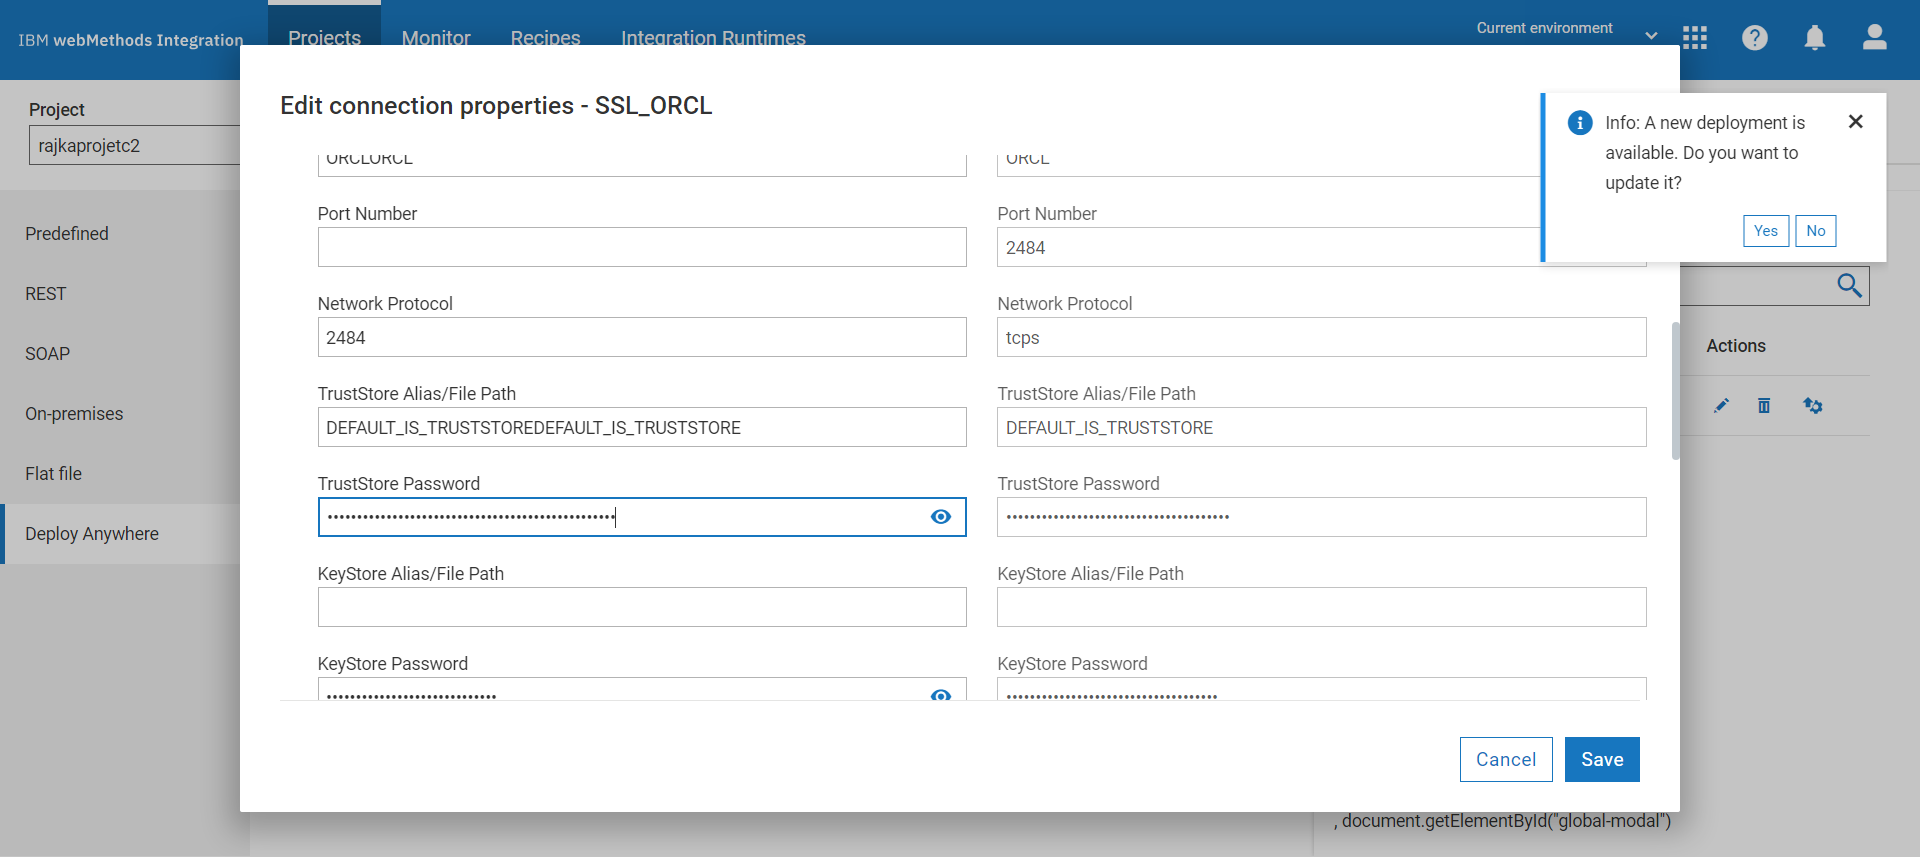 IBM webMethods Integration
Projects
Monitor
Recipes
Integration Runtimes
Current environment
Project
rajkaprojetc2
Predefined
REST
SOAP
On-premises
Flat file
Deploy Anywhere
Edit connection properties - SSL_ORCL
ORCLORCL
ORCL
Port Number
Port Number
2484
Network Protocol
Network Protocol
2484
tcps
TrustStore Alias/File Path
TrustStore Alias/File Path
DEFAULT_IS_TRUSTSTOREDEFAULT_IS_TRUSTSTORE
DEFAULT_IS_TRUSTSTORE
TrustStore Password
TrustStore Password
KeyStore Alias/File Path
KeyStore Alias/File Path
KeyStore Password
KeyStore Password
Cancel
Save
Info: A new deployment is
available. Do you want to
update it?
Yes
No
Actions
, document.getElementById("global-modal")